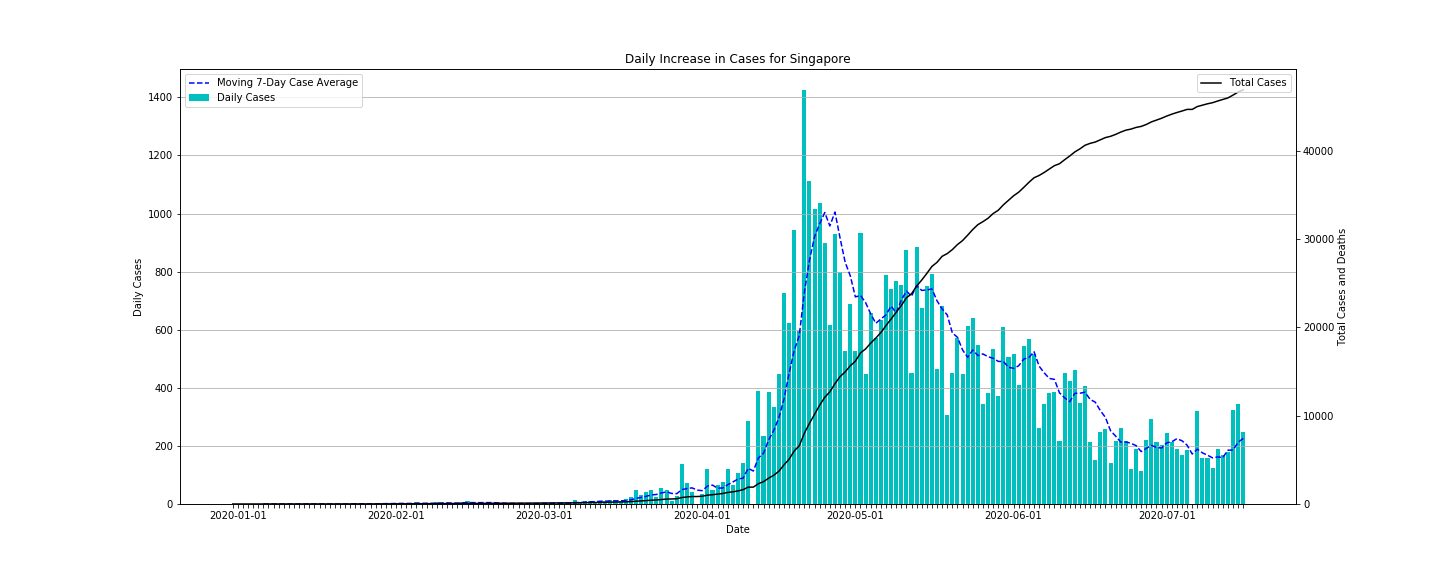 Daily Increase in Cases for Singapore
Moving 7-Day Case Average
Daily Cases
Total Cases
1400
1200
1000
800
600
400
200
0
Daily Cases
40000
30000
20000
10000
0
Total Cases and Deaths
2020-01-01 2020-02-01 2020-03-01 2020-04-01 2020-05-01 2020-06-01 2020-07-01
Date